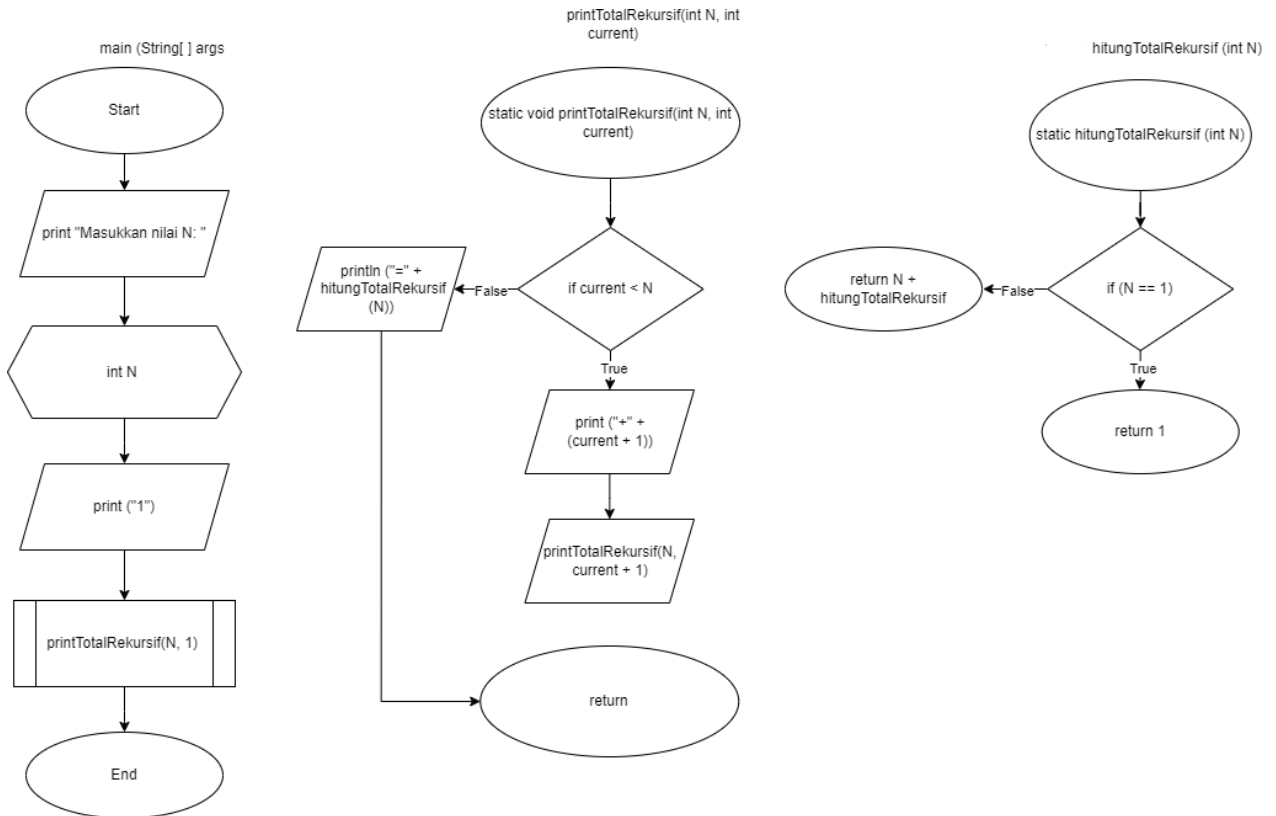 main (String[ ] args
Start
print "Masukkan nilai N: "
int N
print ("1")
printTotalRekursif(N, 1)
End
printTotalRekursif(int N, int
current)
static void printTotalRekursif(int N, int
current)
if current < N
False
println ("=" +
hitungTotalRekursif
(N))
True
print ("+" +
(current + 1))
printTotalRekursif(N,
current + 1)
return
hitungTotalRekursif (int N)
static hitungTotalRekursif (int N)
if (N == 1)
False
return N +
hitungTotalRekursif
True
return 1